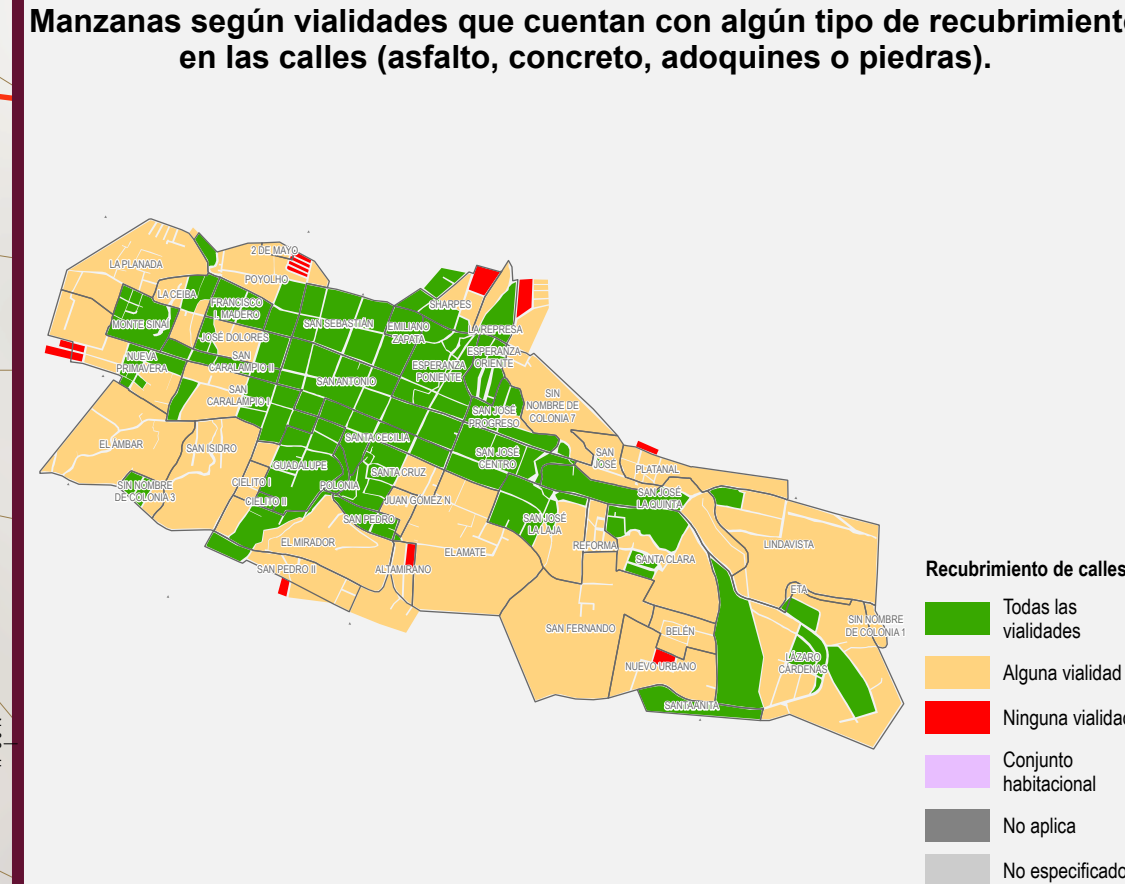 Manzanas según vialidades que cuentan con algún tipo de recubrimiento
en las calles (asfalto, concreto, adoquines o piedras).
2 DE MAYO
LA PLANADA
POYOLHO
LA CEIBA
FRANCISCO
I. MADERO
SHARPES
MONTE SINAÍ
SAN SEBASTIÁN
EMILIANO
ZAPATA
LA REPRESA
JOSÉ DOLORES
NUEVA
PRIMAVERA
SAN
CARALAMPIO II
ESPERANZA
ORIENTE
ESPERANZA
PONIENTE
SAN ANTONIO
SAN
CARALAMPIO I
SIN
NOMBRE DE
COLONIA 7
SAN JOSÉ
PROGRESO
SANTA CECILIA
EL ÁMBAR
SAN ISIDRO
SAN JOSÉ
CENTRO
SAN
JOSÉ
PLATANAL
GUADALUPE
SANTA CRUZ
CIELITO I
SIN NOMBRE
DE COLONIA 3
POLONIA
CIELITO II
JUAN GÓMEZ N
SAN JOSÉ
LA QUINTA
SAN PEDRO
SAN JOSÉ
LA LAJA
EL MIRADOR
EL AMATE
REFORMA
LINDAVISTA
SANTA CLARA
SAN PEDRO II
ALTAMIRANO
ETA
SAN FERNANDO
BELÉN
SIN NOMBRE
DE COLONIA 1
NUEVO URBANO
LÁZARO
CÁRDENAS
SANTA ANITA
Recubrimiento de calles
Todas las
vialidades
Alguna vialidad
Ninguna vialidad
Conjunto
habitacional
No aplica
No especificado